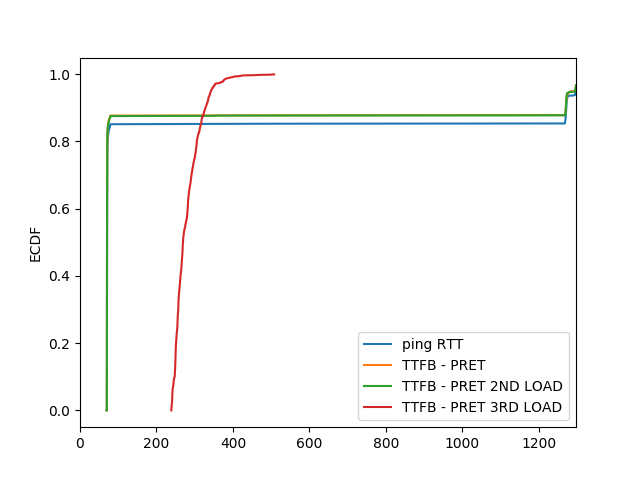 1.0
0.8
0.6
0.4
0.2
0.0
ECDF
0 200 400 600 800 1000 1200
ping RTT
TTFB - PRET
TTFB - PRET 2ND LOAD
TTFB - PRET 3RD LOAD